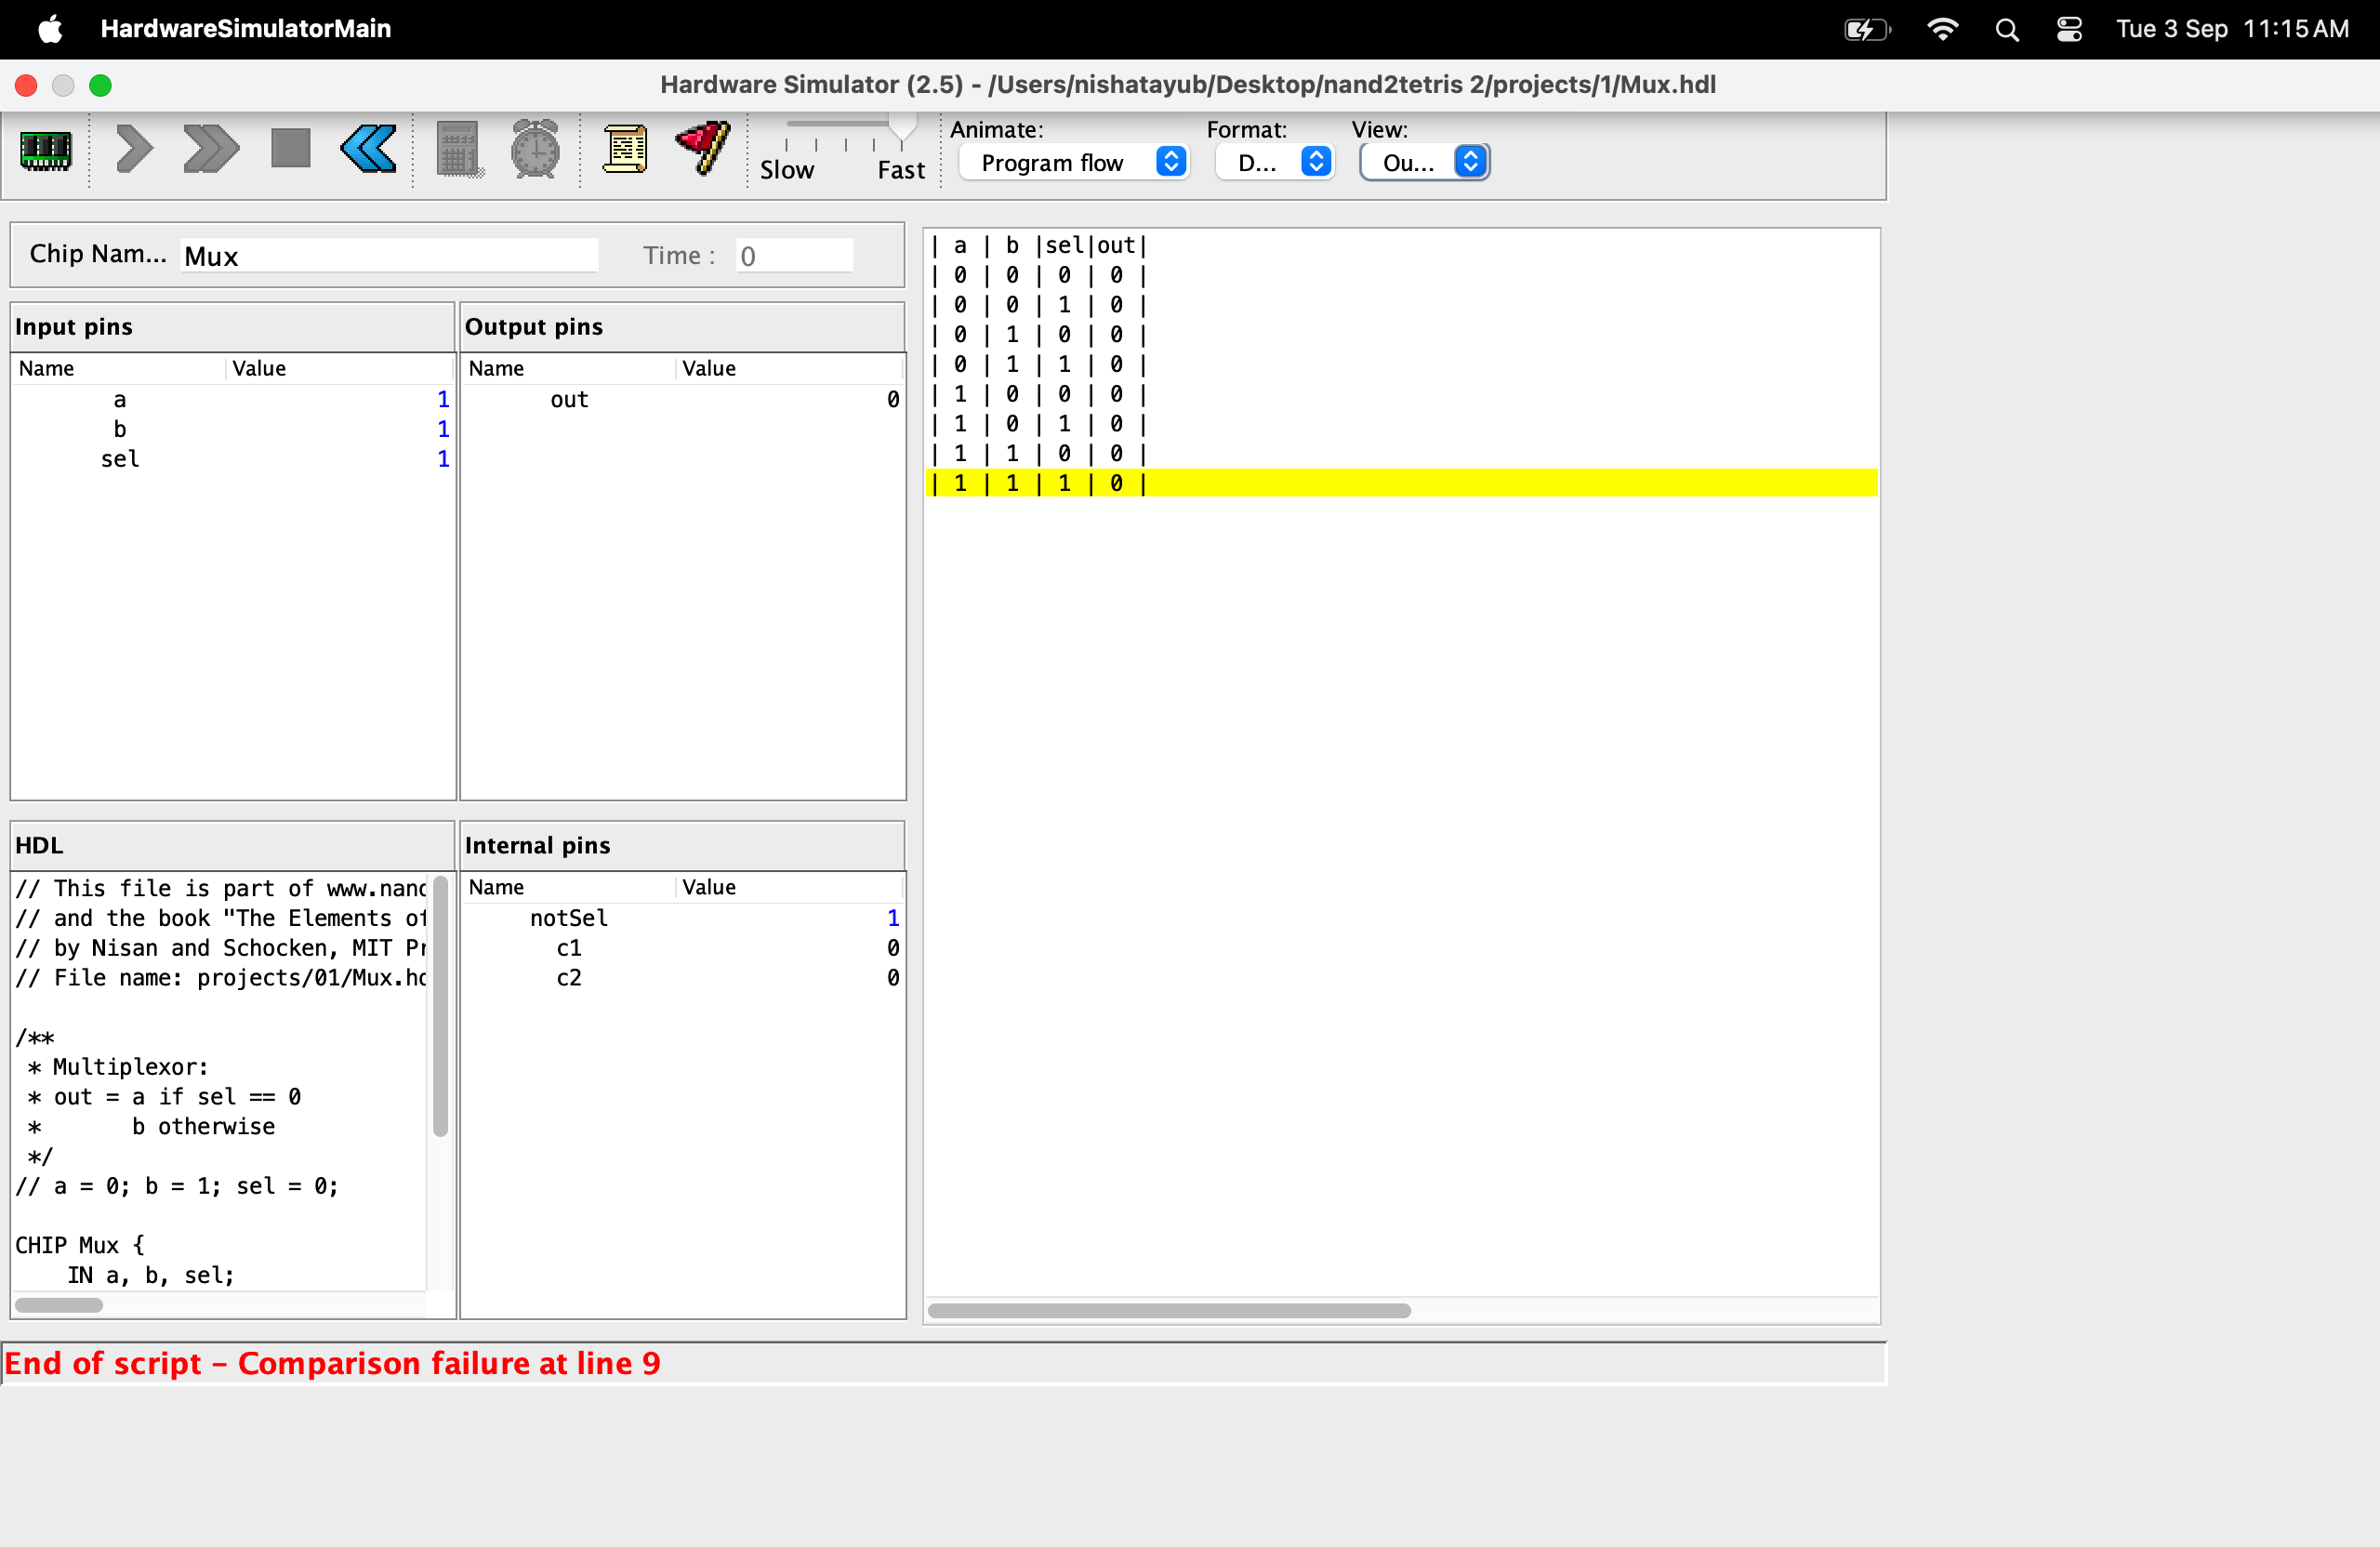 HardwareSimulatorMain
Tue 3 Sep 11:15 AM
Hardware Simulator (2.5) - /Users/nishatayub/Desktop/nand2tetris 2/projects/1/Mux.hdl
Slow Fast
Animate:
Program flow
Format:
D...
View:
Ou...
Chip Nam... Mux Time : 0
Input pins
Name Value
a 1
b 1
sel 1
Output pins
Name Value
out 0
| a | b |sel|out|
| 0 | 0 | 0 | 0 |
| 0 | 0 | 1 | 0 |
| 0 | 1 | 0 | 0 |
| 0 | 1 | 1 | 0 |
| 1 | 0 | 0 | 0 |
| 1 | 0 | 1 | 0 |
| 1 | 1 | 0 | 0 |
| 1 | 1 | 1 | 0 |
HDL
// This file is part of www.nand
// and the book "The Elements of
// by Nisan and Schocken, MIT Pr
// File name: projects/01/Mux.hd
/**
* Multiplexor:
* out = a if sel == 0
* b otherwise
*/
// a = 0; b = 1; sel = 0;
CHIP Mux {
IN a, b, sel;
Internal pins
Name Value
notSel 1
c1 0
c2 0
End of script - Comparison failure at line 9